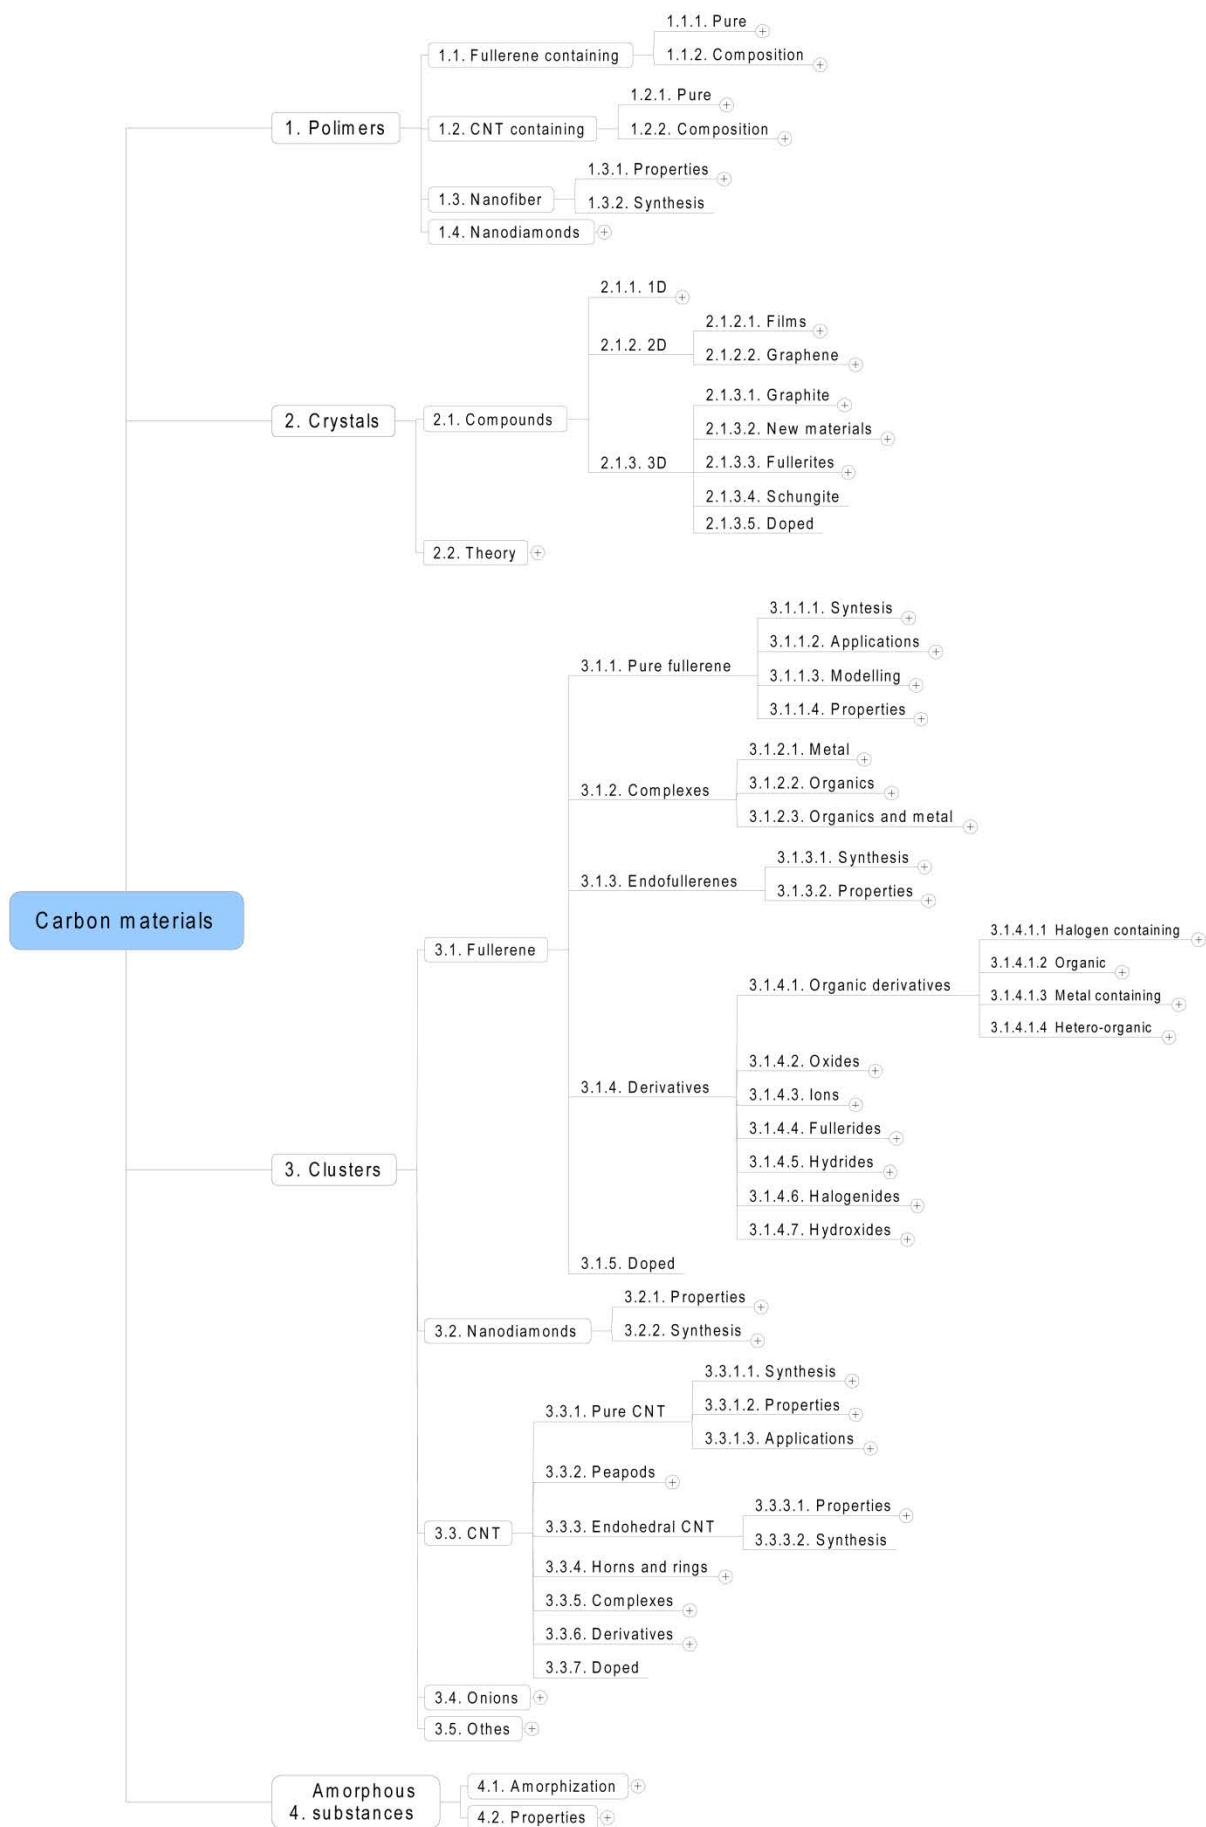 Carbon materials
1. Polimers
1.1. Fullerene containing
1.1.1. Pure
1.1.2. Composition
1.2. CNT containing
1.2.1. Pure
1.2.2. Composition
1.3. Nanofiber
1.3.1. Properties
1.3.2. Synthesis
1.4. Nanodiamonds
2. Crystals
2.1. Compounds
2.1.1. 1D
2.1.2. 2D
2.1.2.1. Films
2.1.2.2. Graphene
2.1.3. 3D
2.1.3.1. Graphite
2.1.3.2. New materials
2.1.3.3. Fullerites
2.1.3.4. Schungite
2.1.3.5. Doped
2.2. Theory
3. Clusters
3.1. Fullerene
3.1.1. Pure fullerene
3.1.1.1. Syntesis
3.1.1.2. Applications
3.1.1.3. Modelling
3.1.1.4. Properties
3.1.2. Complexes
3.1.2.1. Metal
3.1.2.2. Organics
3.1.2.3. Organics and metal
3.1.3. Endofullerenes
3.1.3.1. Synthesis
3.1.3.2. Properties
3.1.4. Derivatives
3.1.4.1. Organic derivatives
3.1.4.1.1 Halogen containing
3.1.4.1.2 Organic
3.1.4.1.3 Metal containing
3.1.4.1.4 Hetero-organic
3.1.4.2. Oxides
3.1.4.3. Ions
3.1.4.4. Fullerides
3.1.4.5. Hydrides
3.1.4.6. Halogenides
3.1.4.7. Hydroxides
3.1.5. Doped
3.2. Nanodiamonds
3.2.1. Properties
3.2.2. Synthesis
3.3. CNT
3.3.1. Pure CNT
3.3.1.1. Synthesis
3.3.1.2. Properties
3.3.1.3. Applications
3.3.2. Peapods
3.3.3. Endohedral CNT
3.3.3.1. Properties
3.3.3.2. Synthesis
3.3.4. Horns and rings
3.3.5. Complexes
3.3.6. Derivatives
3.3.7. Doped
3.4. Onions
3.5. Othes
Amorphous
4. substances
4.1. Amorphization
4.2. Properties